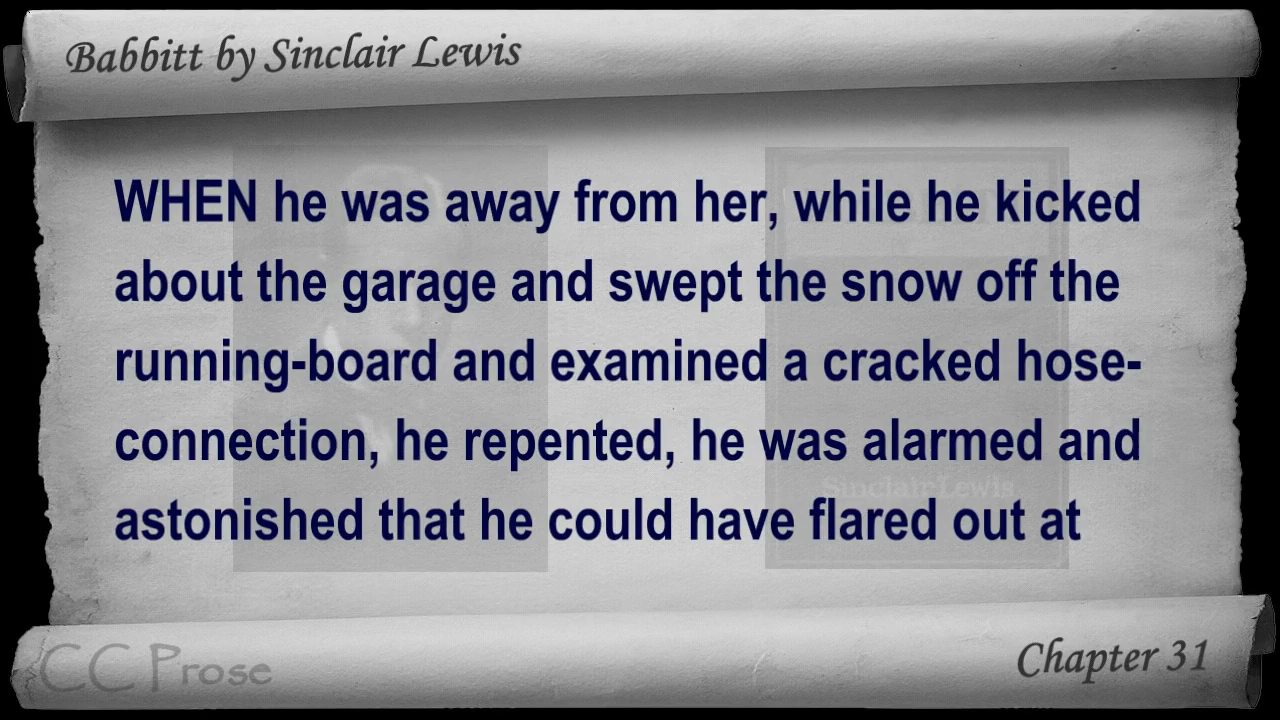 Babbitt by Sinclair Lewis
WHEN he was away from her, while he kicked
about the garage and swept the snow off the
running-board and examined a cracked hose-
connection, he repented, he was alarmed and
astonished that he could have flared out at
Sinclair Lewis
CC Prose
Chapter 31